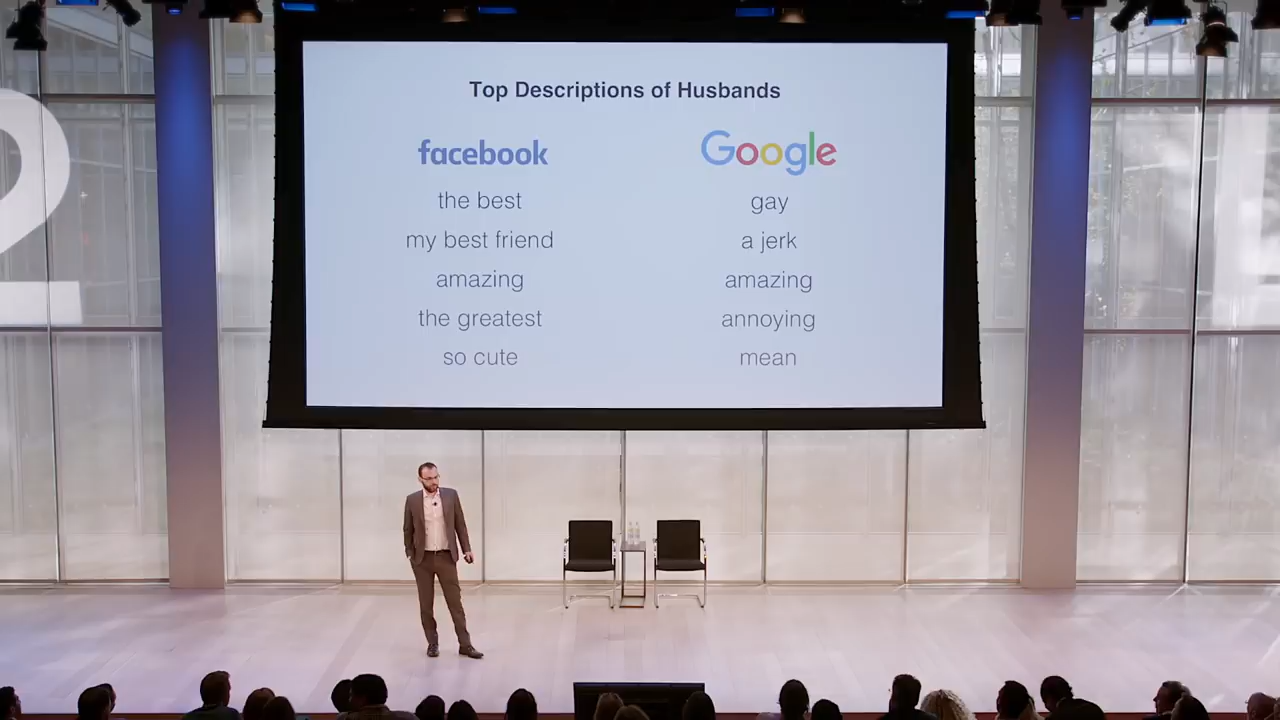 2
Top Descriptions of Husbands
facebook
the best
my best friend
amazing
the greatest
so cute
Google
gay
a jerk
amazing
annoying
mean